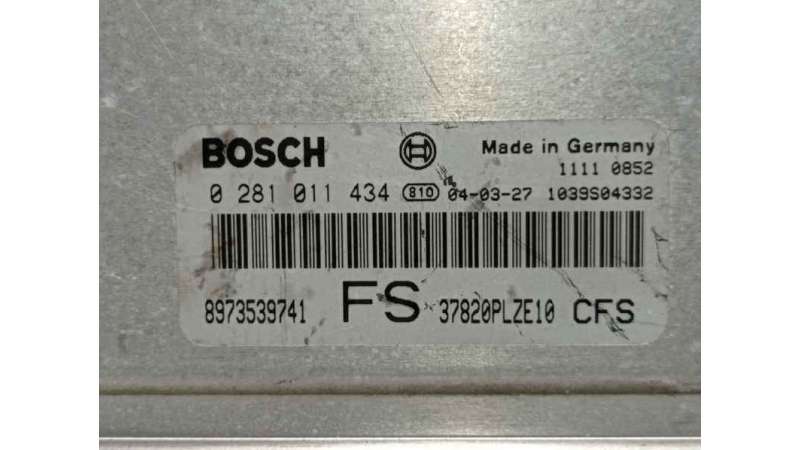 BOSCH Made in Germany
1111 0852
0 281 011 434 810 04-03-27 1039S04332
8973539741 FS 37820PLZE10 CFS